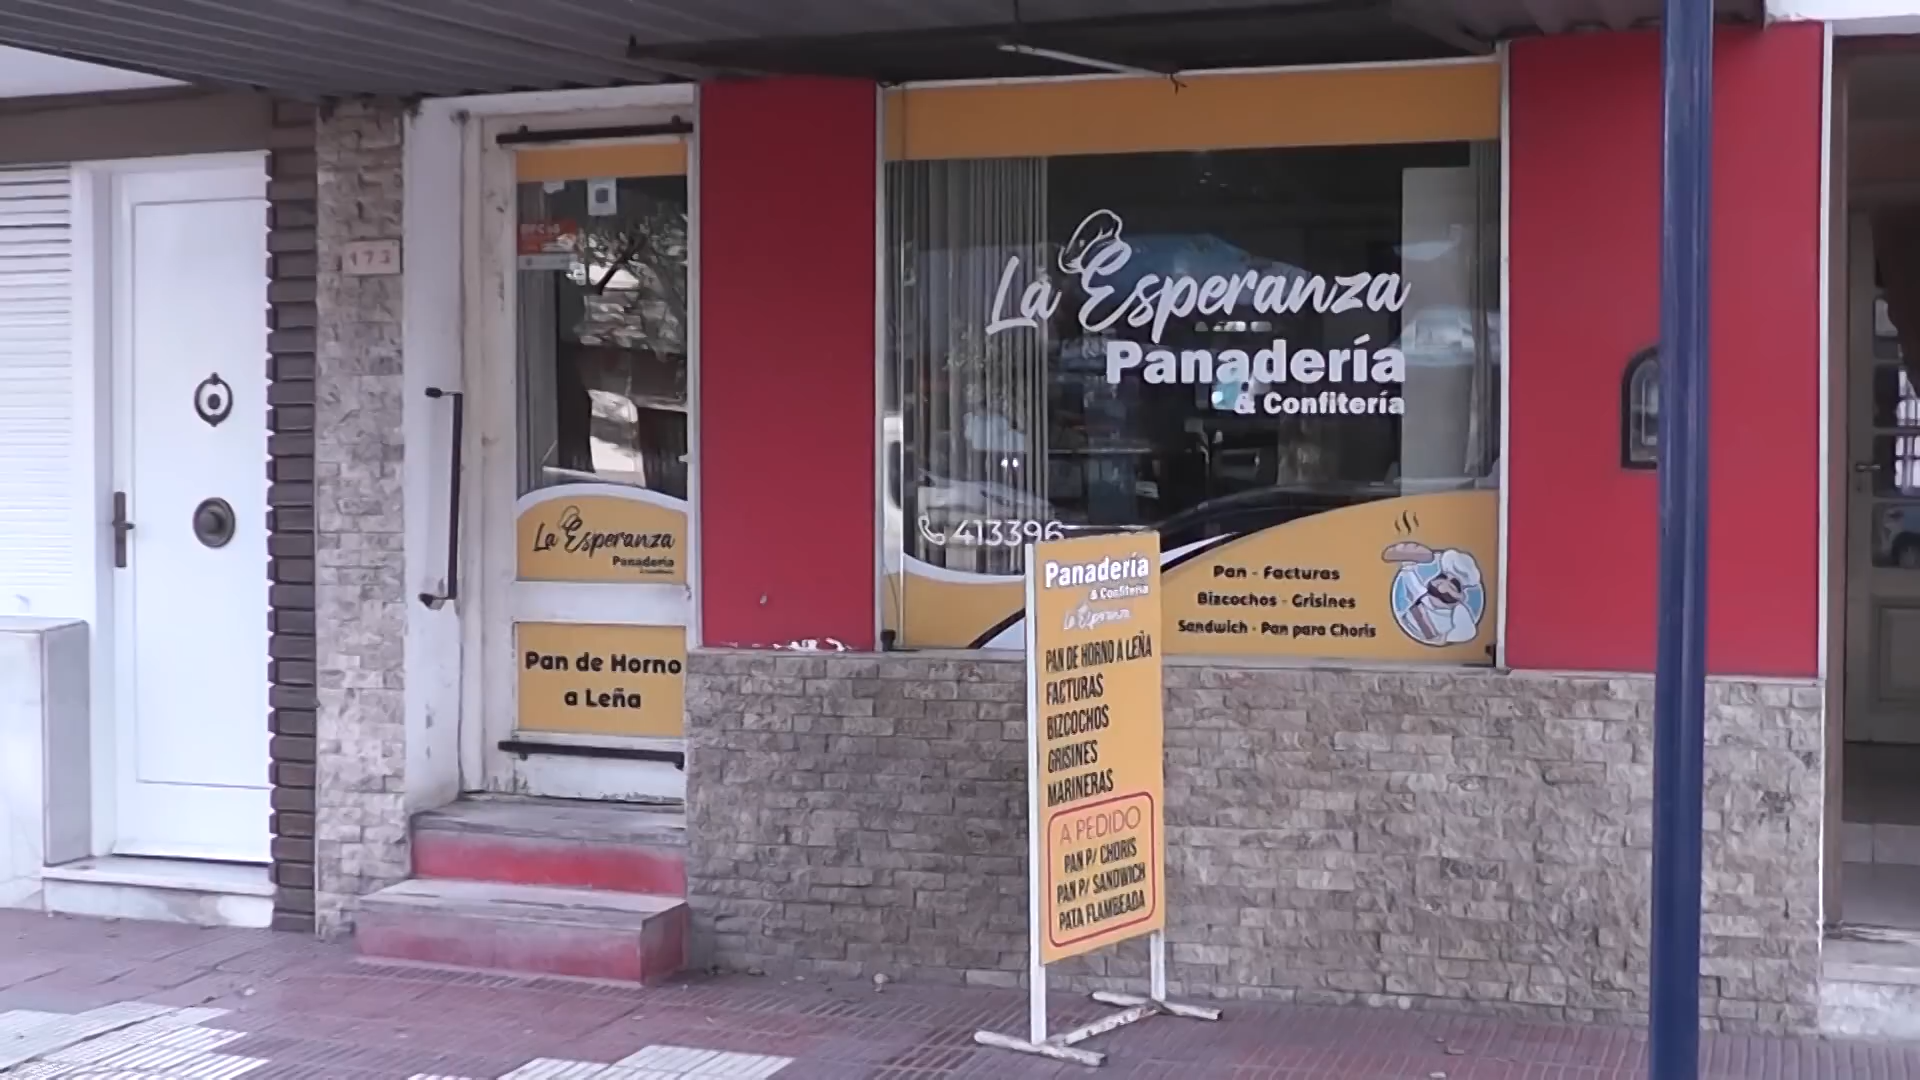 173
La Esperanza
Panadería
Pan de Horno
a Leña
La Esperanza
Panadería
& Confitería
413396
Pan - Facturas
Bizcochos - Grisines
Sandwich - Pan para Choris
Panadería
& Confitería
La Esperanza
PAN DE HORNO A LEÑA
FACTURAS
BIZCOCHOS
GRISINES
MARINERAS
A PEDIDO
PAN P/ CHORIS
PAN P/ SANDWICH
PATA FLAMBEADA